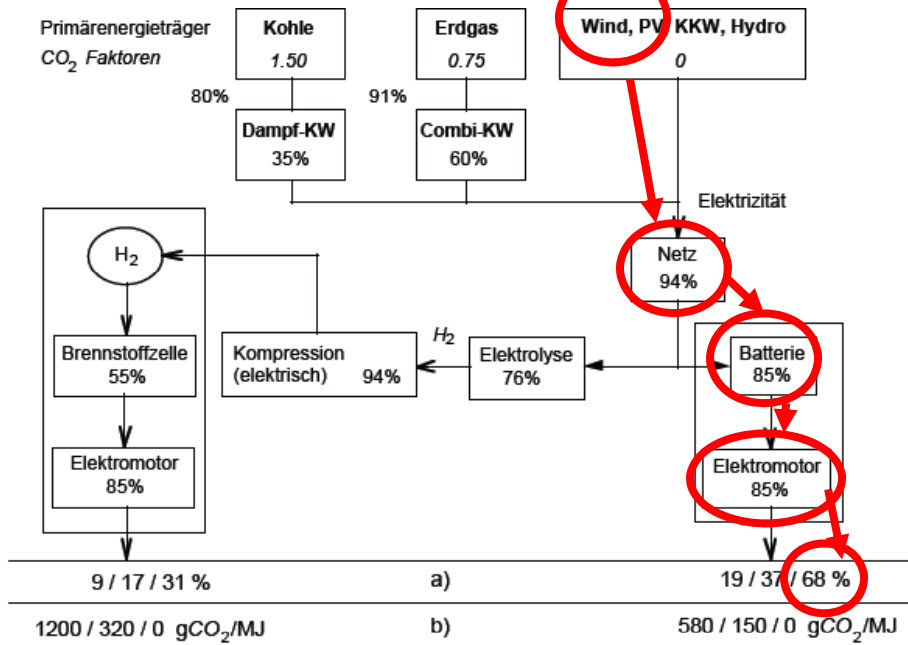 Primärenergieträger
CO2 Faktoren
Kohle
1.50
Erdgas
0.75
Wind, PV, KKW, Hydro
0
80%
91%
Dampf-KW
35%
Combi-KW
60%
Elektrizität
Netz
94%
H2
Brennstoffzelle
55%
Kompression
(elektrisch) 94%
H2
Elektrolyse
76%
Batterie
85%
Elektromotor
85%
Elektromotor
85%
9 / 17 / 31 % a) 19 / 37 / 68 %
1200 / 320 / 0 gCO2/MJ b) 580 / 150 / 0 gCO2/MJ